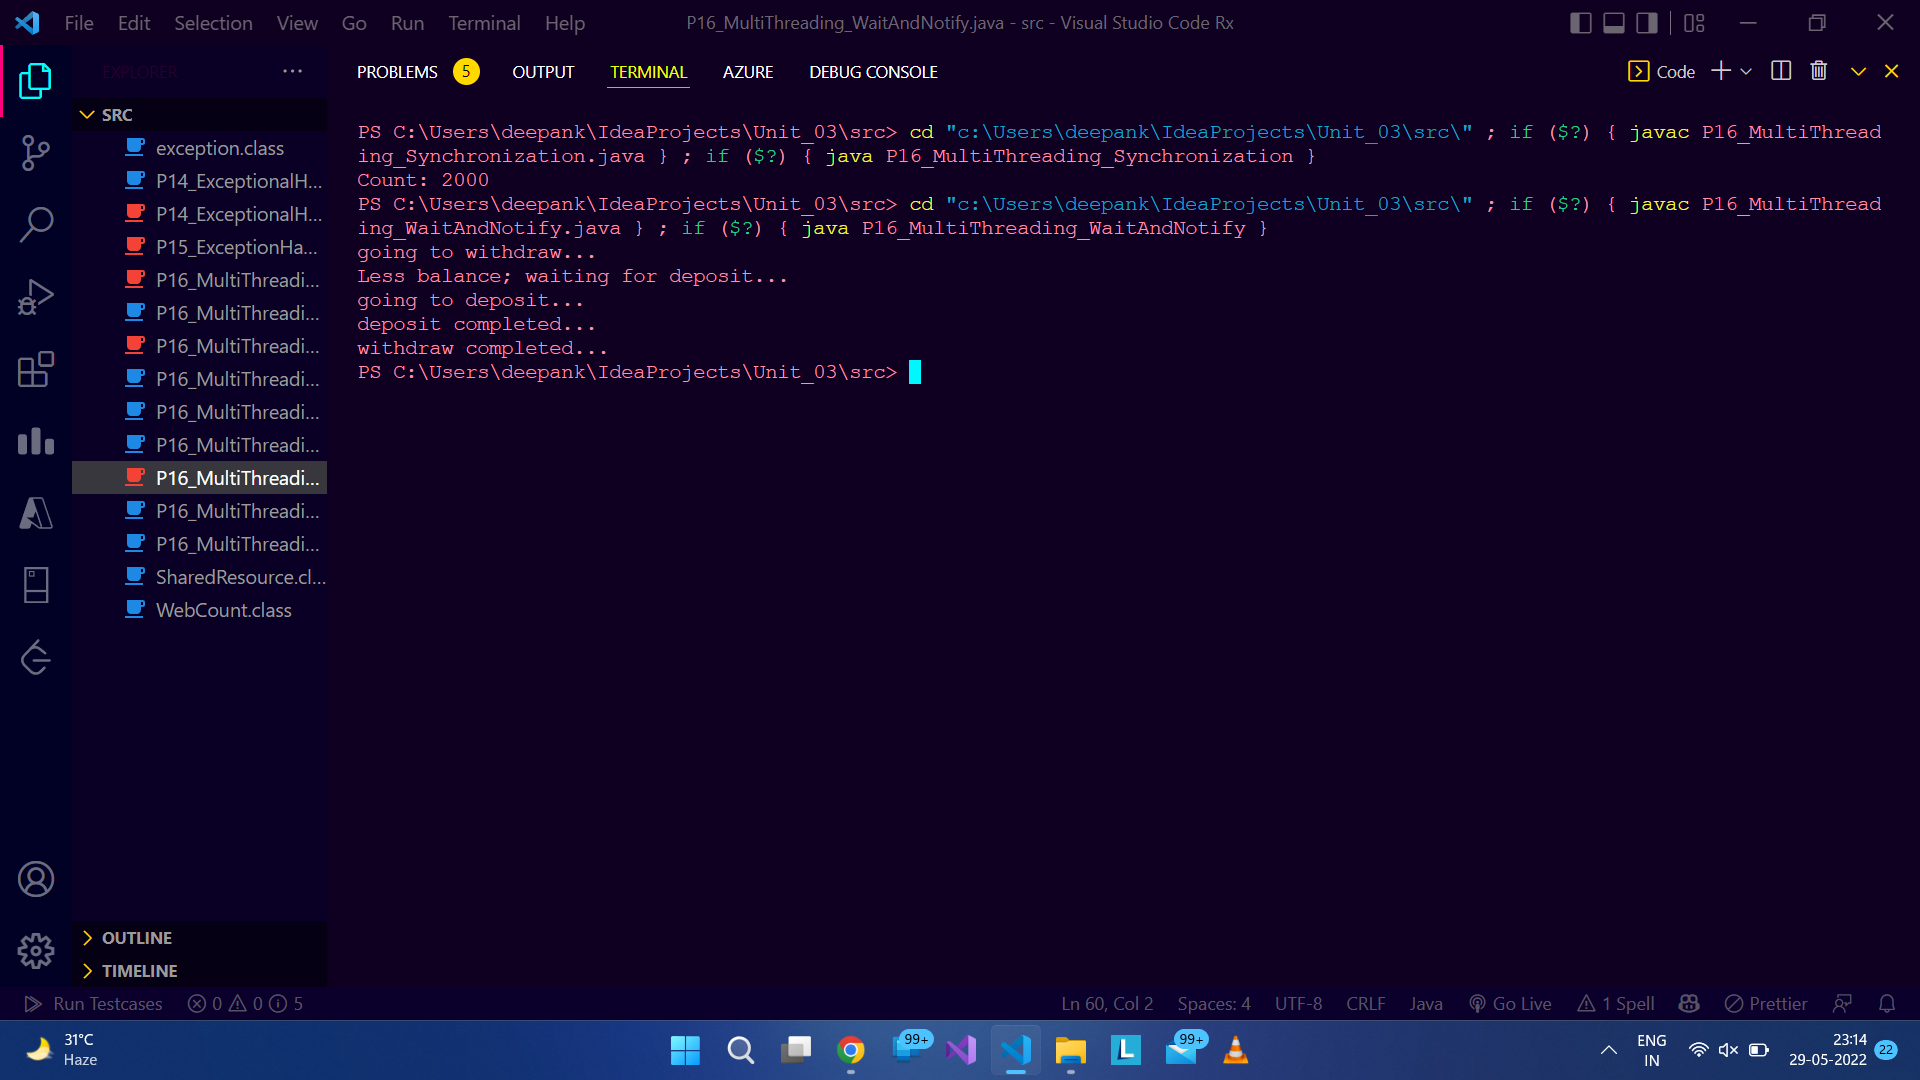 File Edit Selection View Go Run Terminal Help
P16_MultiThreading_WaitAndNotify.java - src - Visual Studio Code Rx
EXPLORER
PROBLEMS 5 OUTPUT TERMINAL AZURE DEBUG CONSOLE
Code
SRC
exception.class
P14_ExceptionalH...
P14_ExceptionalH...
P15_ExceptionHa...
P16_MultiThreadi...
P16_MultiThreadi...
P16_MultiThreadi...
P16_MultiThreadi...
P16_MultiThreadi...
P16_MultiThreadi...
P16_MultiThreadi...
P16_MultiThreadi...
P16_MultiThreadi...
SharedResource.cl...
WebCount.class
OUTLINE
TIMELINE
PS C:\Users\deepank\IdeaProjects\Unit_03\src> cd "c:\Users\deepank\IdeaProjects\Unit_03\src\" ; if ($?) { javac P16_MultiThread
ing_Synchronization.java } ; if ($?) { java P16_MultiThreading_Synchronization }
Count: 2000
PS C:\Users\deepank\IdeaProjects\Unit_03\src> cd "c:\Users\deepank\IdeaProjects\Unit_03\src\" ; if ($?) { javac P16_MultiThread
ing_WaitAndNotify.java } ; if ($?) { java P16_MultiThreading_WaitAndNotify }
going to withdraw...
Less balance; waiting for deposit...
going to deposit...
deposit completed...
withdraw completed...
PS C:\Users\deepank\IdeaProjects\Unit_03\src>
Run Testcases 0 0 5
Ln 60, Col 2 Spaces: 4 UTF-8 CRLF Java Go Live 1 Spell Prettier
31°C
Haze
99+
L
99+
ENG
IN
23:14
29-05-2022
22